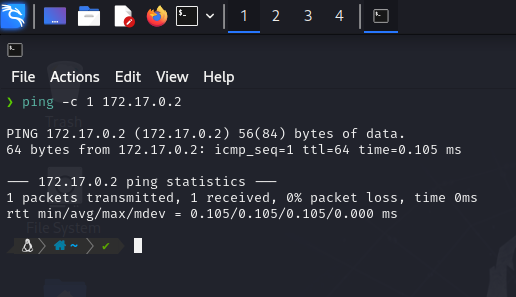 1 2 3 4
File Actions Edit View Help
❯ ping -c 1 172.17.0.2
Trash
PING 172.17.0.2 (172.17.0.2) 56(84) bytes of data.
64 bytes from 172.17.0.2: icmp_seq=1 ttl=64 time=0.105 ms
--- 172.17.0.2 ping statistics ---
1 packets transmitted, 1 received, 0% packet loss, time 0ms
rtt min/avg/max/mdev = 0.105/0.105/0.105/0.000 ms
File System
~ ✔